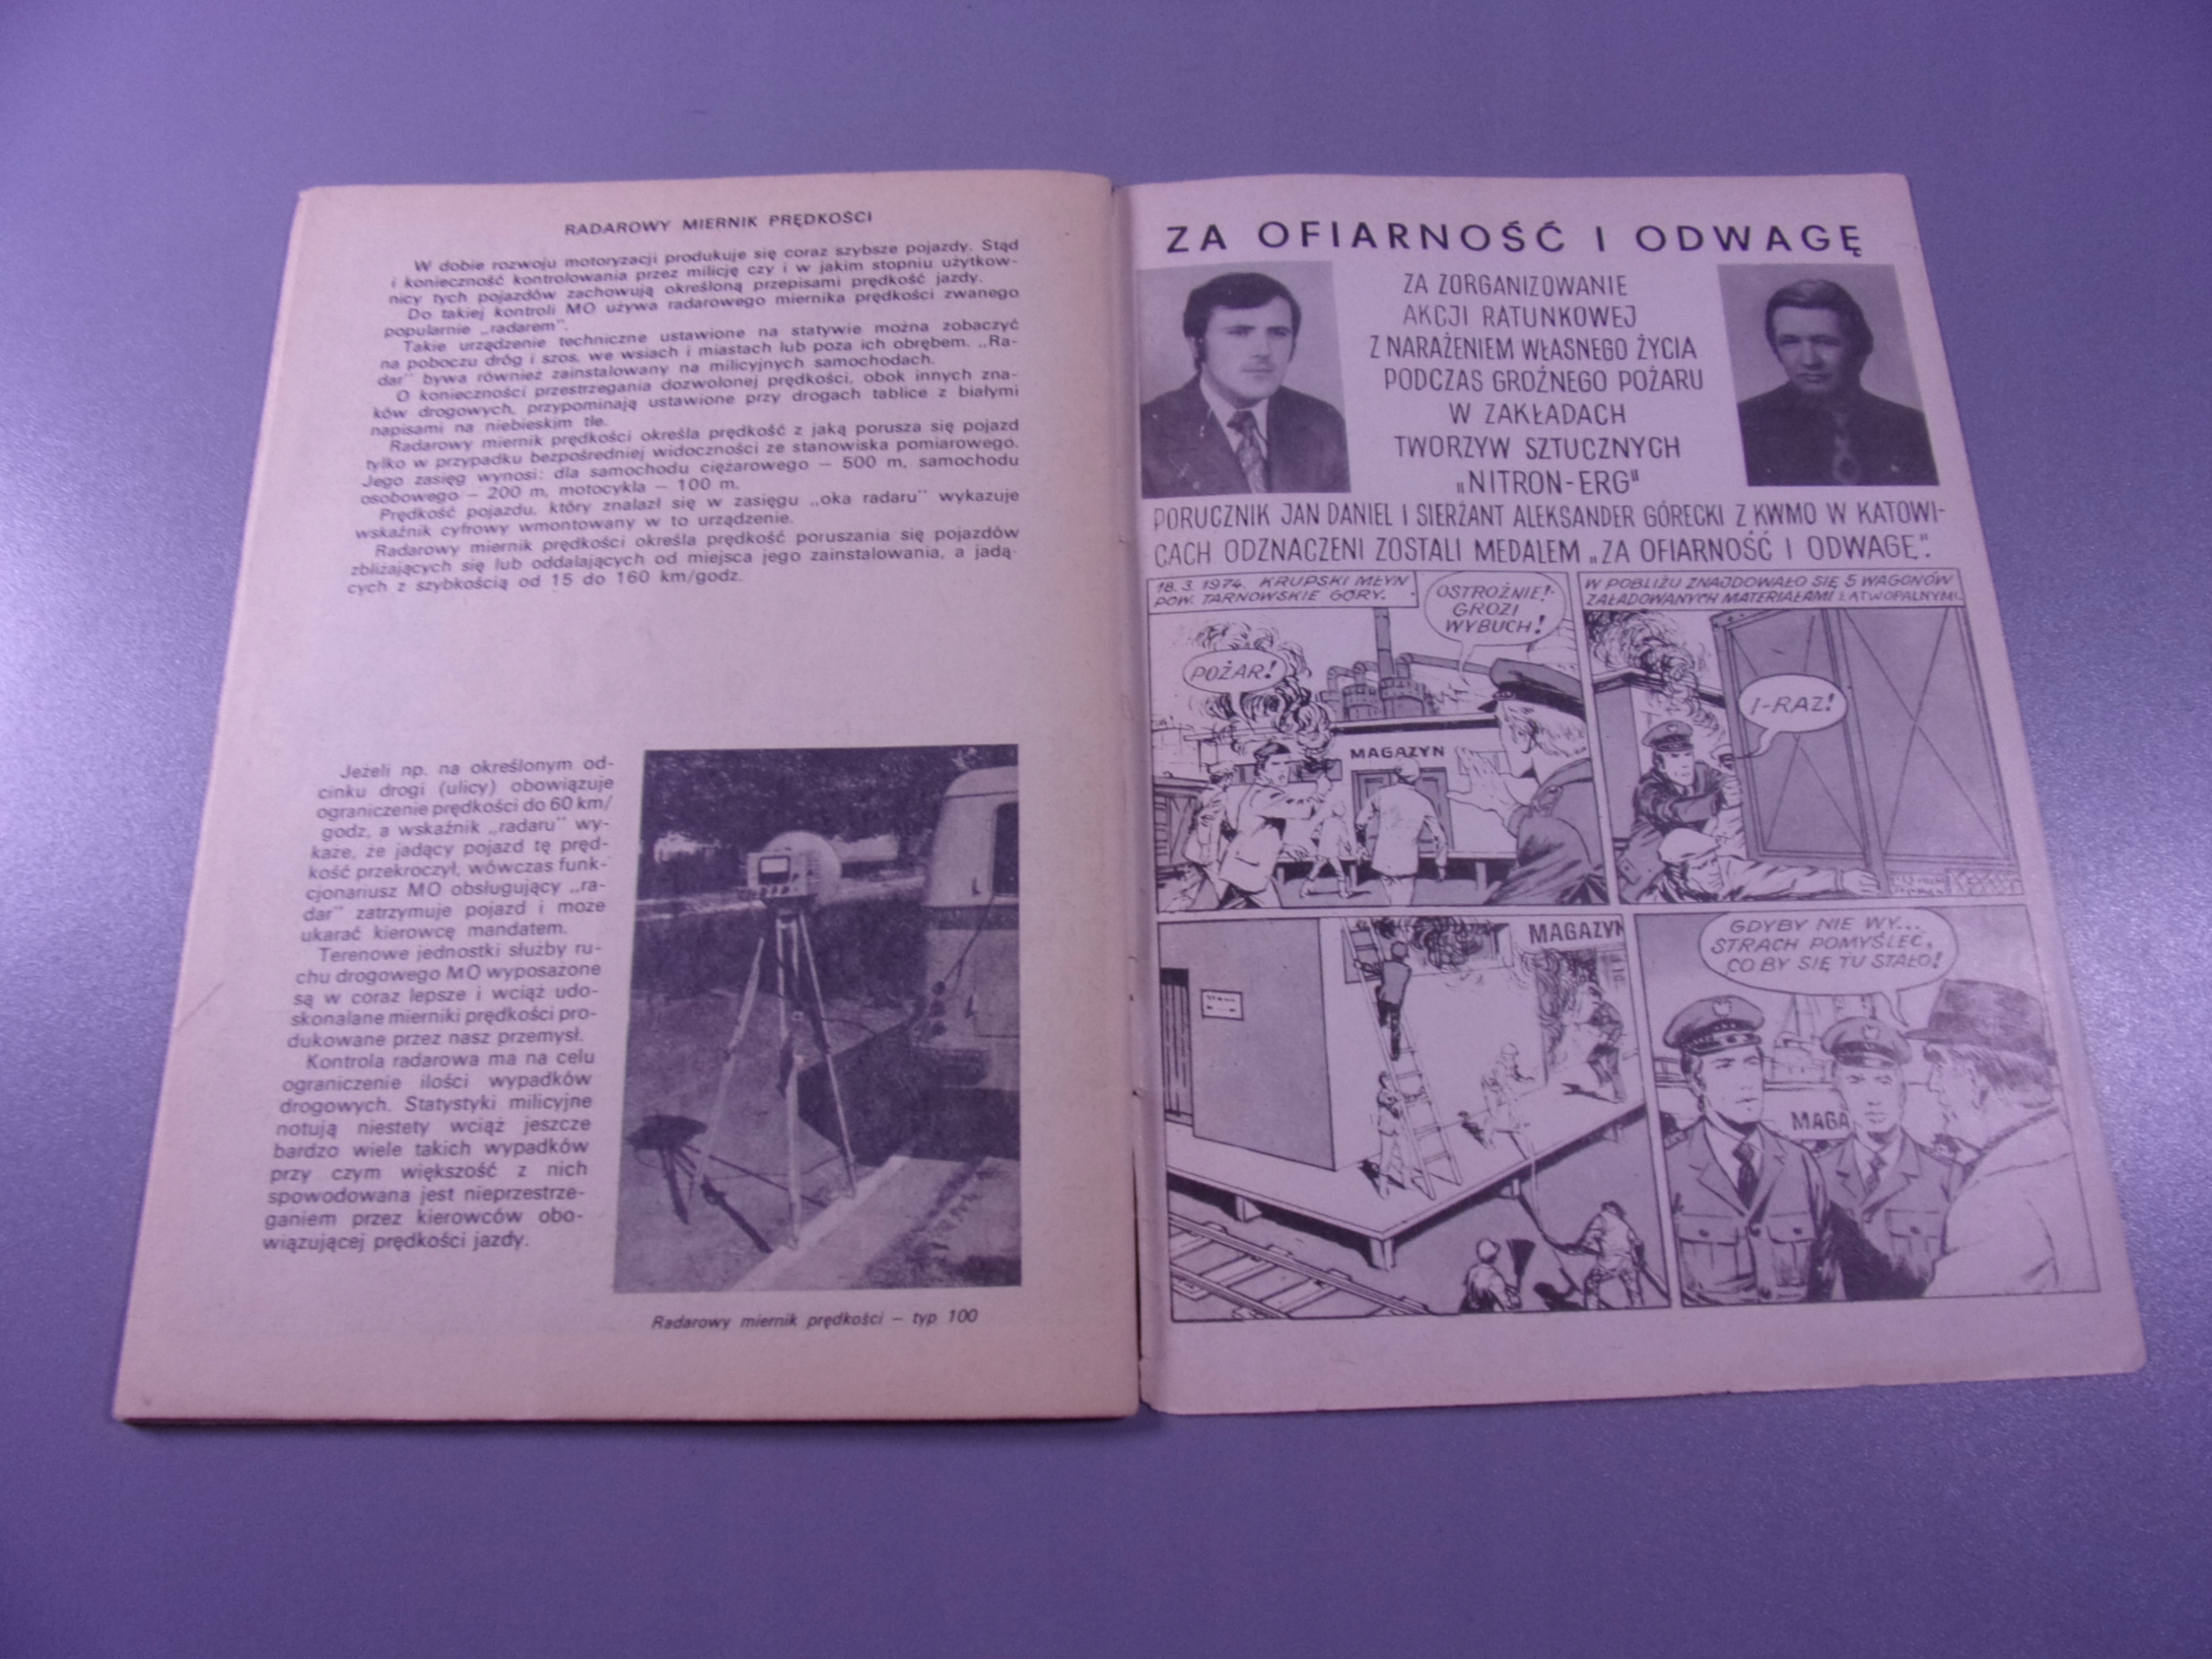 RADAROWY MIERNIK PRĘDKOŚCI
W dobie rozwoju motoryzacji produkuje się coraz szybsze pojazdy. Stąd
i konieczność kontrolowania przez milicję czy i w jakim stopniu użytkow-
nicy tych pojazdów zachowują określoną przepisami prędkość jazdy.
Do takiej kontroli MO używa radarowego miernika prędkości zwanego
popularnie „radarem”.
Takie urządzenie techniczne ustawione na statywie można zobaczyć
na poboczu dróg i szos, we wsiach i miastach lub poza ich obrębem. „Ra-
dar” bywa również zainstalowany na milicyjnych samochodach.
O konieczności przestrzegania dozwolonej prędkości, obok innych zna-
ków drogowych, przypominają ustawione przy drogach tablice z białymi
napisami na niebieskim tle.
Radarowy miernik prędkości określa prędkość z jaką porusza się pojazd
tylko w przypadku bezpośredniej widoczności ze stanowiska pomiarowego.
Jego zasięg wynosi: dla samochodu ciężarowego – 500 m, samochodu
osobowego – 200 m, motocykla – 100 m.
Prędkość pojazdu, który znalazł się w zasięgu „oka radaru” wykazuje
wskaźnik cyfrowy wmontowany w to urządzenie.
Radarowy miernik prędkości określa prędkość poruszania się pojazdów
zbliżających się lub oddalających od miejsca jego zainstalowania, a jadą-
cych z szybkością od 15 do 160 km/godz.
Jeżeli np. na określonym od-
cinku drogi (ulicy) obowiązuje
ograniczenie prędkości do 60 km/
godz, a wskaźnik „radaru” wy-
każe, że jadący pojazd tę pręd-
kość przekroczył, wówczas funk-
cjonariusz MO obsługujący „ra-
dar” zatrzymuje pojazd i może
ukarać kierowcę mandatem.
Terenowe jednostki służby ru-
chu drogowego MO wyposażone
są w coraz lepsze i wciąż udo-
skonalane mierniki prędkości pro-
dukowane przez nasz przemysł.
Kontrola radarowa ma na celu
ograniczenie ilości wypadków
drogowych. Statystyki milicyjne
notują niestety wciąż jeszcze
bardzo wiele takich wypadków
przy czym większość z nich
spowodowana jest nieprzestrze-
ganiem przez kierowców obo-
wiązującej prędkości jazdy.
Radarowy miernik prędkości – typ 100
ZA OFIARNOŚĆ I ODWAGĘ
ZA ZORGANIZOWANIE
AKCJI RATUNKOWEJ
Z NARAŻENIEM WŁASNEGO ŻYCIA
PODCZAS GROŹNEGO POŻARU
W ZAKŁADACH
TWORZYW SZTUCZNYCH
„NITRON-ERG”
PORUCZNIK JAN DANIEL I SIERŻANT ALEKSANDER GÓRECKI Z KWMO W KATOWI-
CACH ODZNACZENI ZOSTALI MEDALEM „ZA OFIARNOŚĆ I ODWAGĘ”.
18. 3. 1974. KRUPSKI MŁYN
POW. TARNOWSKIE GÓRY.
OSTROŻNIE!
GROZI
WYBUCH!
POŻAR!
MAGAZYN
W POBLIŻU ZNAJDOWAŁO SIĘ 5 WAGONÓW
ZAŁADOWANYCH MATERIAŁAMI ŁATWOPALNYMI.
I-RAZ!
MAGAZYN
GDYBY NIE WY...
STRACH POMYŚLEĆ,
CO BY SIĘ TU STAŁO!
MAGA